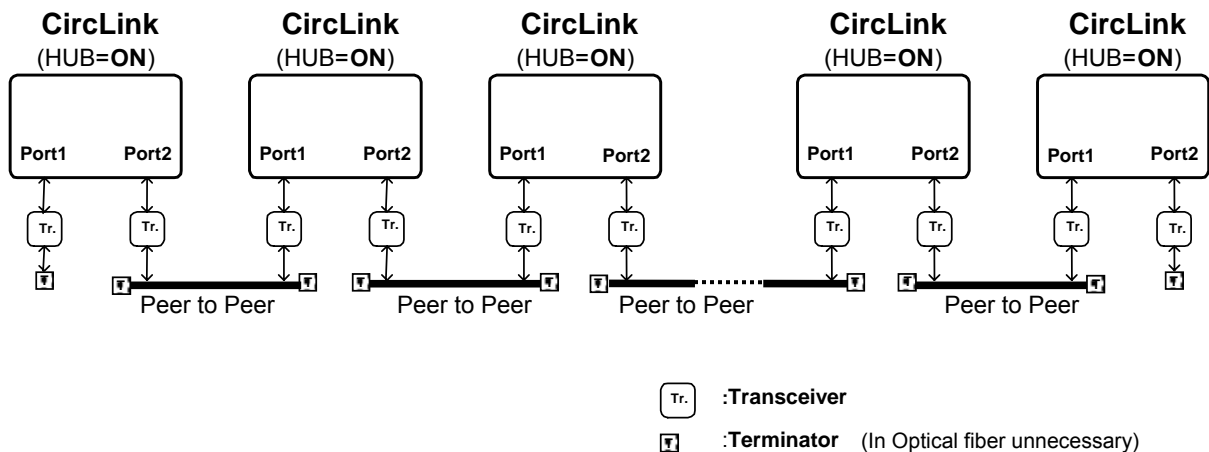 CircLink CircLink CircLink CircLink CircLink
(HUB=ON) (HUB=ON) (HUB=ON) (HUB=ON) (HUB=ON)
Port1 Port2 Port1 Port2 Port1 Port2 Port1 Port2 Port1 Port2
Tr. Tr. Tr. Tr. Tr. Tr. Tr. Tr. Tr. Tr.
T T T T T T T T T T
Peer to Peer Peer to Peer Peer to Peer Peer to Peer
Tr. :Transceiver
T :Terminator (In Optical fiber unnecessary)